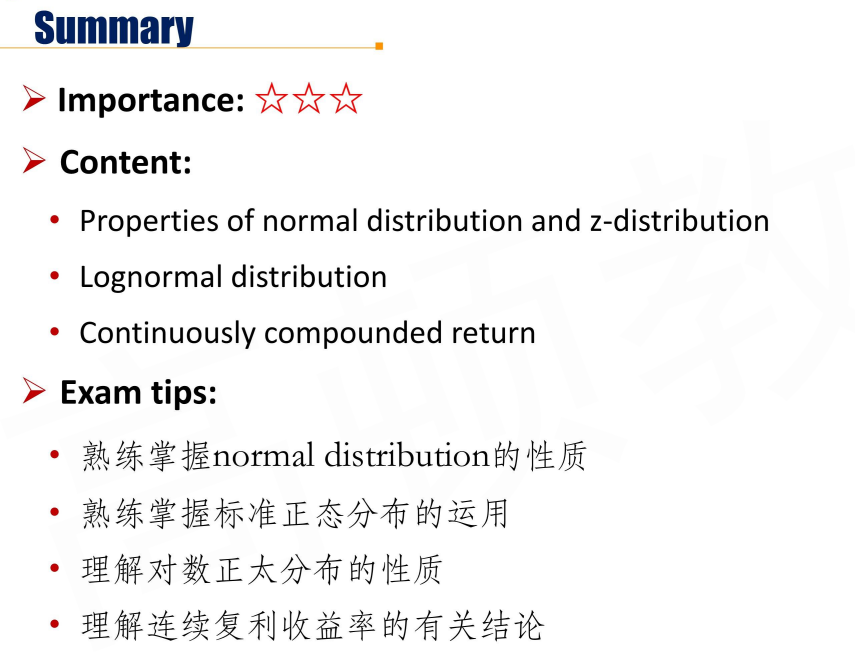 Summary
Importance: ☆☆☆
Content:
Properties of normal distribution and z-distribution
Lognormal distribution
Continuously compounded return
Exam tips:
熟练掌握normal distribution的性质
熟练掌握标准正态分布的运用
理解对数正太分布的性质
理解连续复利收益率的有关结论